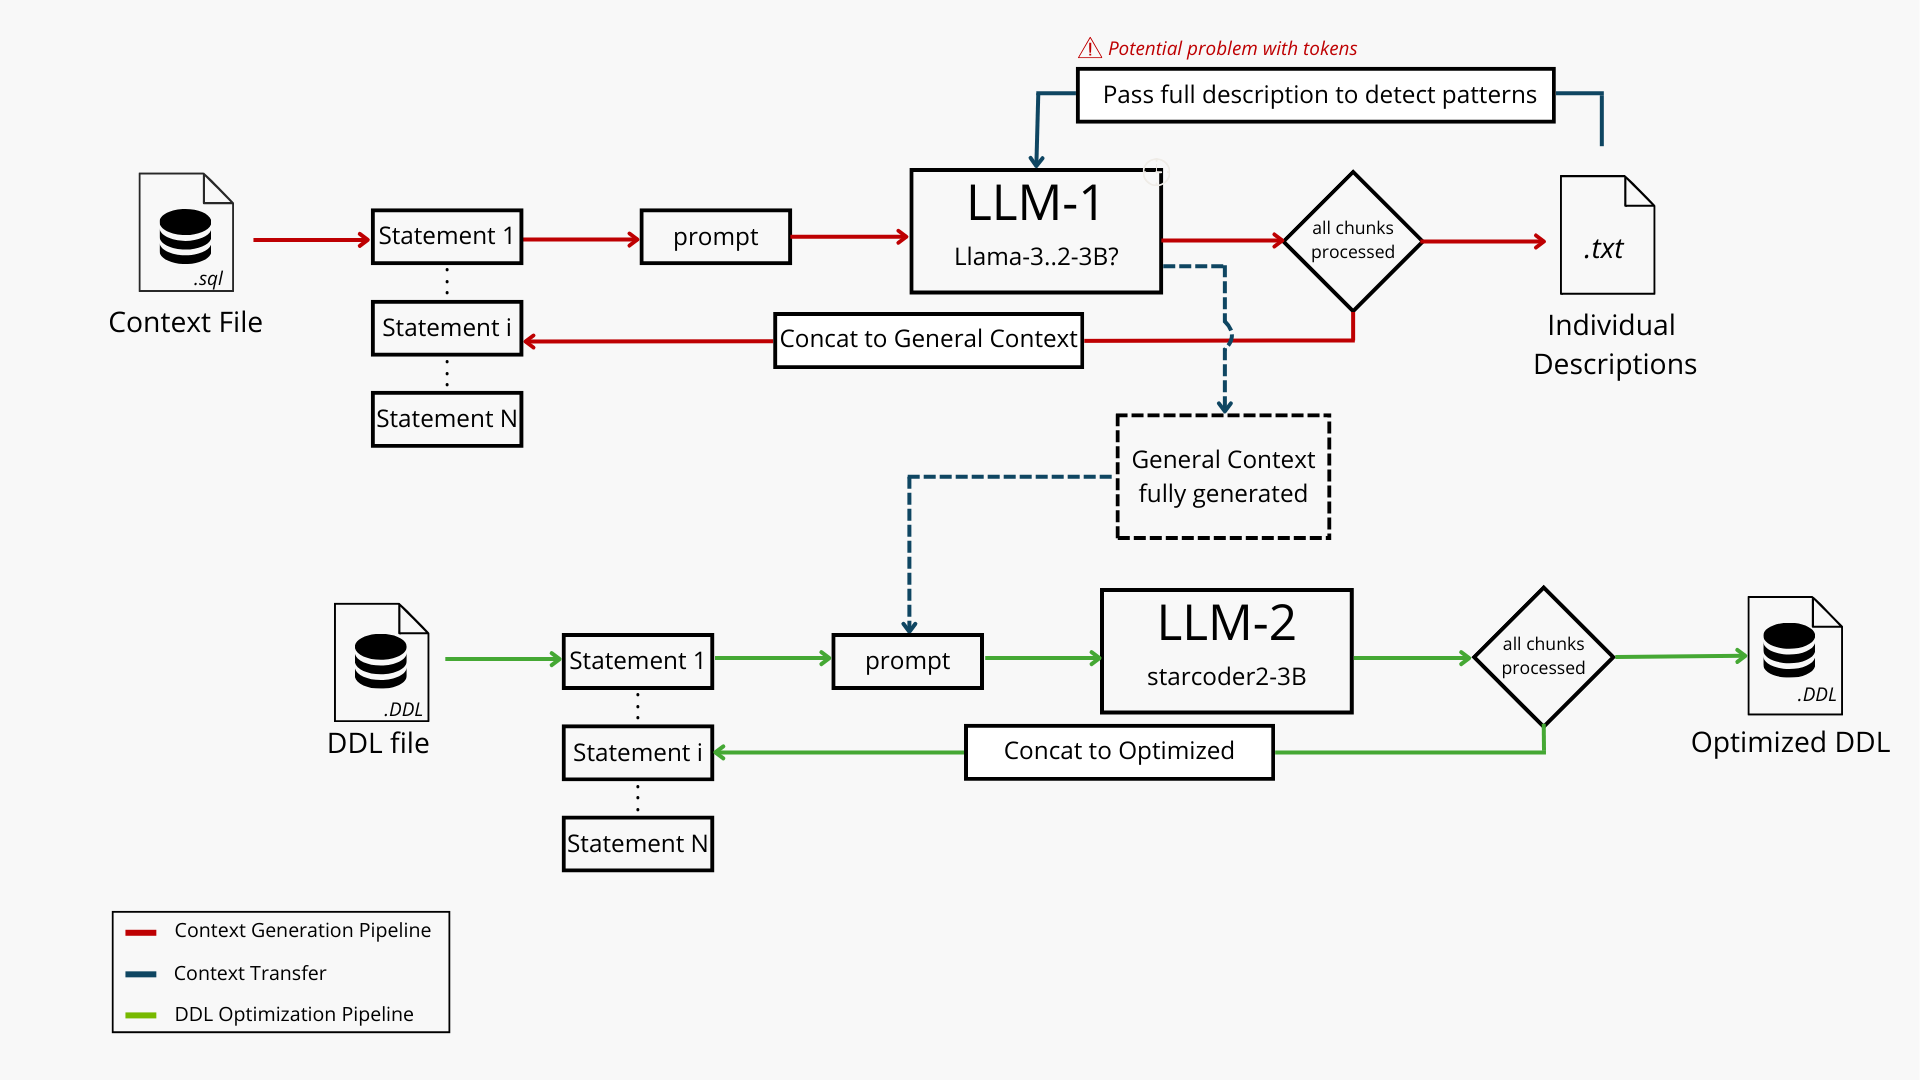 Potential problem with tokens
Pass full description to detect patterns
.sql
Context File
Statement 1
prompt
LLM-1
Llama-3..2-3B?
all chunks
processed
.txt
Individual
Descriptions
Statement i
Concat to General Context
Statement N
General Context
fully generated
.DDL
DDL file
Statement 1
prompt
LLM-2
starcoder2-3B
all chunks
processed
.DDL
Optimized DDL
Statement i
Concat to Optimized
Statement N
Context Generation Pipeline
Context Transfer
DDL Optimization Pipeline